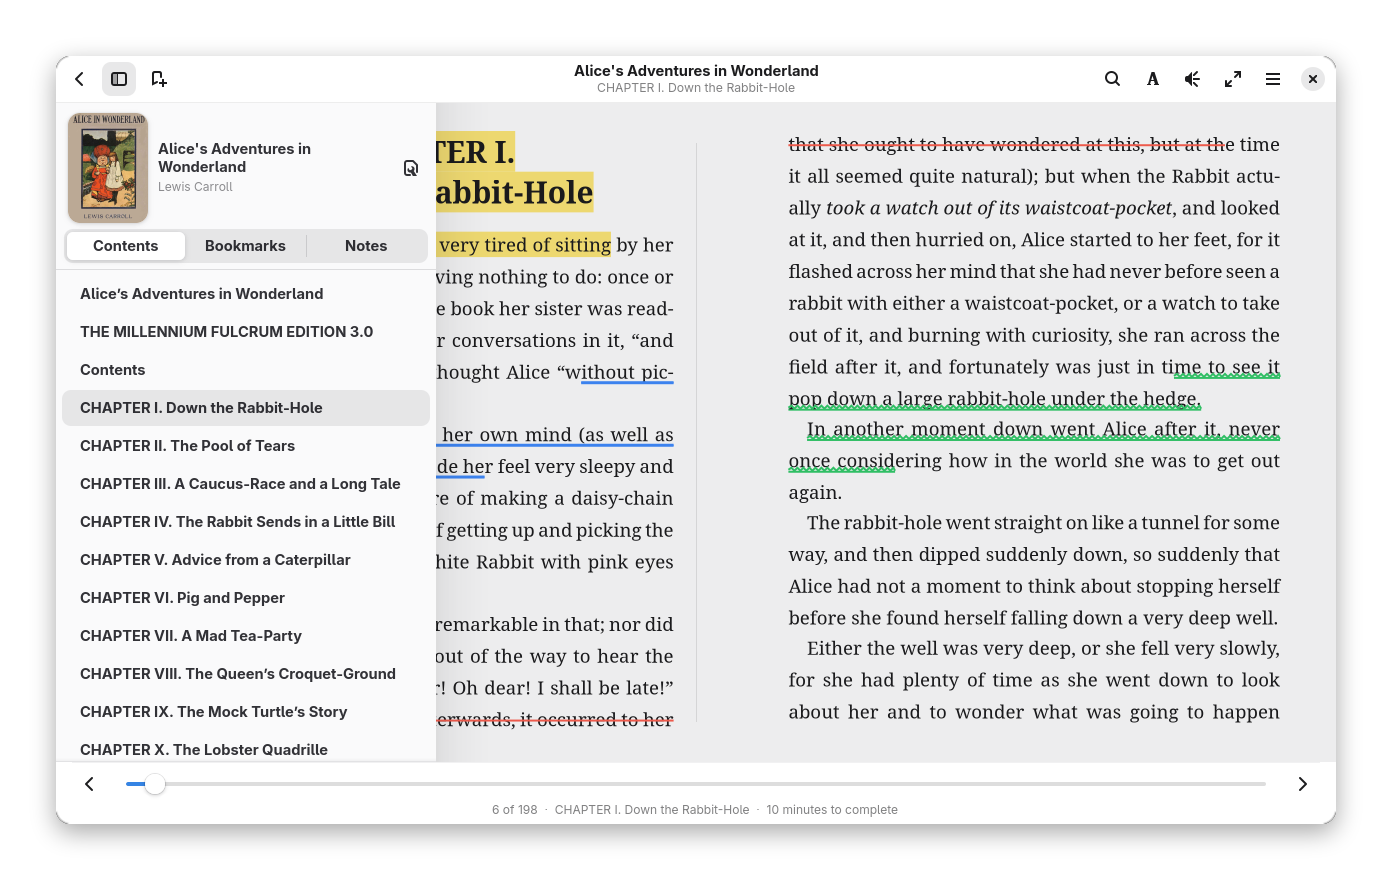 Alice's Adventures in Wonderland
CHAPTER I. Down the Rabbit-Hole
A
ALICE IN WONDERLAND
LEWIS CARROLL
Alice's Adventures in
Wonderland
Lewis Carroll
Contents
Bookmarks
Notes
Alice’s Adventures in Wonderland
THE MILLENNIUM FULCRUM EDITION 3.0
Contents
CHAPTER I. Down the Rabbit-Hole
CHAPTER II. The Pool of Tears
CHAPTER III. A Caucus-Race and a Long Tale
CHAPTER IV. The Rabbit Sends in a Little Bill
CHAPTER V. Advice from a Caterpillar
CHAPTER VI. Pig and Pepper
CHAPTER VII. A Mad Tea-Party
CHAPTER VIII. The Queen’s Croquet-Ground
CHAPTER IX. The Mock Turtle’s Story
CHAPTER X. The Lobster Quadrille
TER I.
abbit-Hole
very tired of sitting by her
ving nothing to do: once or
e book her sister was read-
r conversations in it, “and
hought Alice “without pic-
her own mind (as well as
de her feel very sleepy and
re of making a daisy-chain
f getting up and picking the
hite Rabbit with pink eyes
remarkable in that; nor did
out of the way to hear the
r! Oh dear! I shall be late!”
erwards, it occurred to her
that she ought to have wondered at this, but at the time
it all seemed quite natural); but when the Rabbit actu-
ally took a watch out of its waistcoat-pocket, and looked
at it, and then hurried on, Alice started to her feet, for it
flashed across her mind that she had never before seen a
rabbit with either a waistcoat-pocket, or a watch to take
out of it, and burning with curiosity, she ran across the
field after it, and fortunately was just in time to see it
pop down a large rabbit-hole under the hedge.
In another moment down went Alice after it, never
once considering how in the world she was to get out
again.
The rabbit-hole went straight on like a tunnel for some
way, and then dipped suddenly down, so suddenly that
Alice had not a moment to think about stopping herself
before she found herself falling down a very deep well.
Either the well was very deep, or she fell very slowly,
for she had plenty of time as she went down to look
about her and to wonder what was going to happen
6 of 198 · CHAPTER I. Down the Rabbit-Hole · 10 minutes to complete